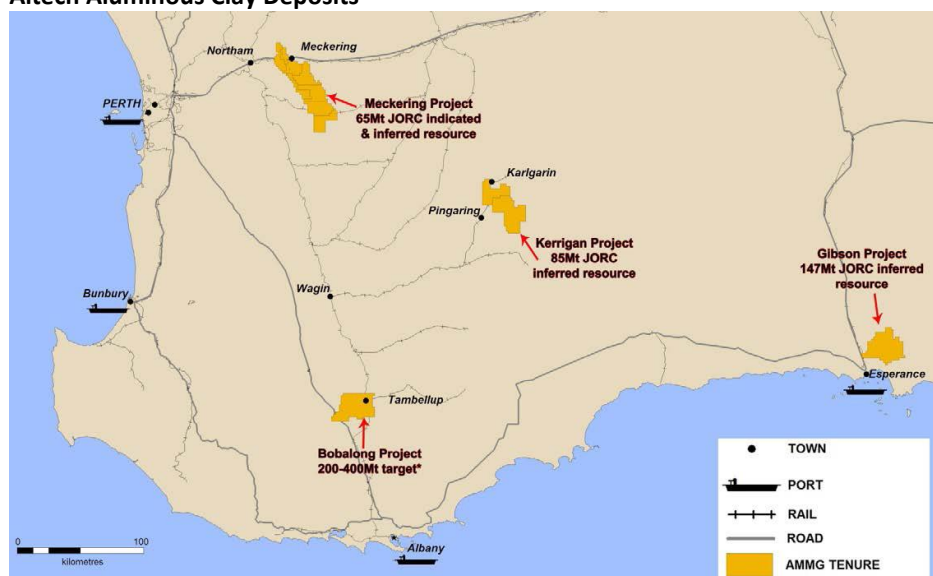 Altech Aluminous Clay Deposits
Northam
Meckering
PERTH
Meckering Project
65Mt JORC indicated
& inferred resource
Karlgarin
Pingaring
Kerrigan Project
85Mt JORC
inferred resource
Gibson Project
147Mt JORC inferred
resource
Bunbury
Wagin
Esperance
Tambellup
Bobalong Project
200-400Mt target*
Albany
0 100
kilometres
TOWN
PORT
RAIL
ROAD
AMMG TENURE